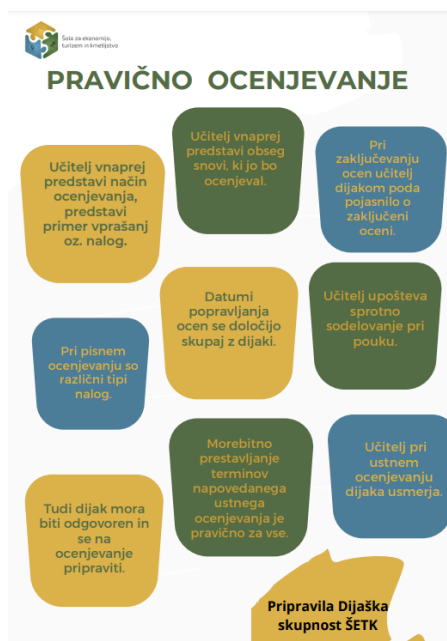 Šola za ekonomijo,
turizem in kmetijstvo
PRAVIČNO OCENJEVANJE
Učitelj vnaprej
predstavi način
ocenjevanja,
predstavi
primer vprašanj
oz. nalog.
Učitelj vnaprej
predstavi obseg
snovi, ki jo bo
ocenjeval.
Pri
zaključevanju
ocen učitelj
dijakom poda
pojasnilo o
zaključeni
oceni.
Pri pisnem
ocenjevanju so
različni tipi
nalog.
Datumi
popravljanja
ocen se določijo
skupaj z dijaki.
Učitelj upošteva
sprotno
sodelovanje pri
pouku.
Tudi dijak mora
biti odgovoren in
se na
ocenjevanje
pripraviti.
Morebitno
prestavljanje
terminov
napovedanega
ustnega
ocenjevanja je
pravično za vse.
Učitelj pri
ustnem
ocenjevanju
dijaka usmerja.
Pripravila Dijaška
skupnost ŠETK